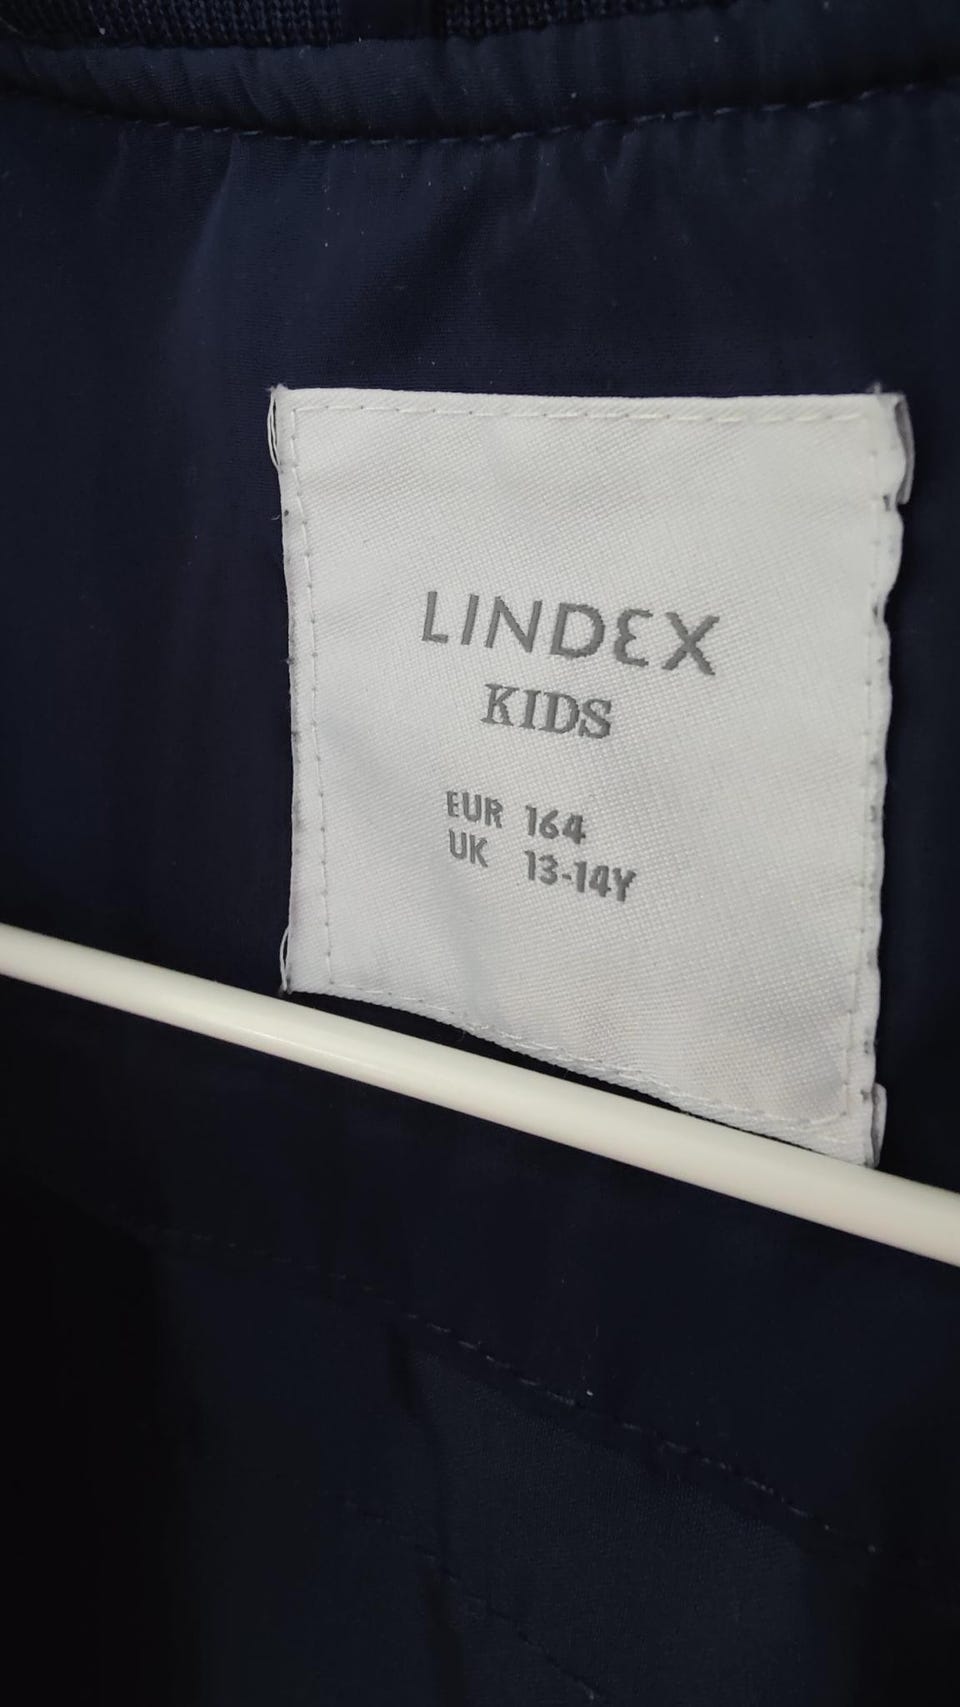 LINDEX
KIDS
EUR 164
UK 13-14Y